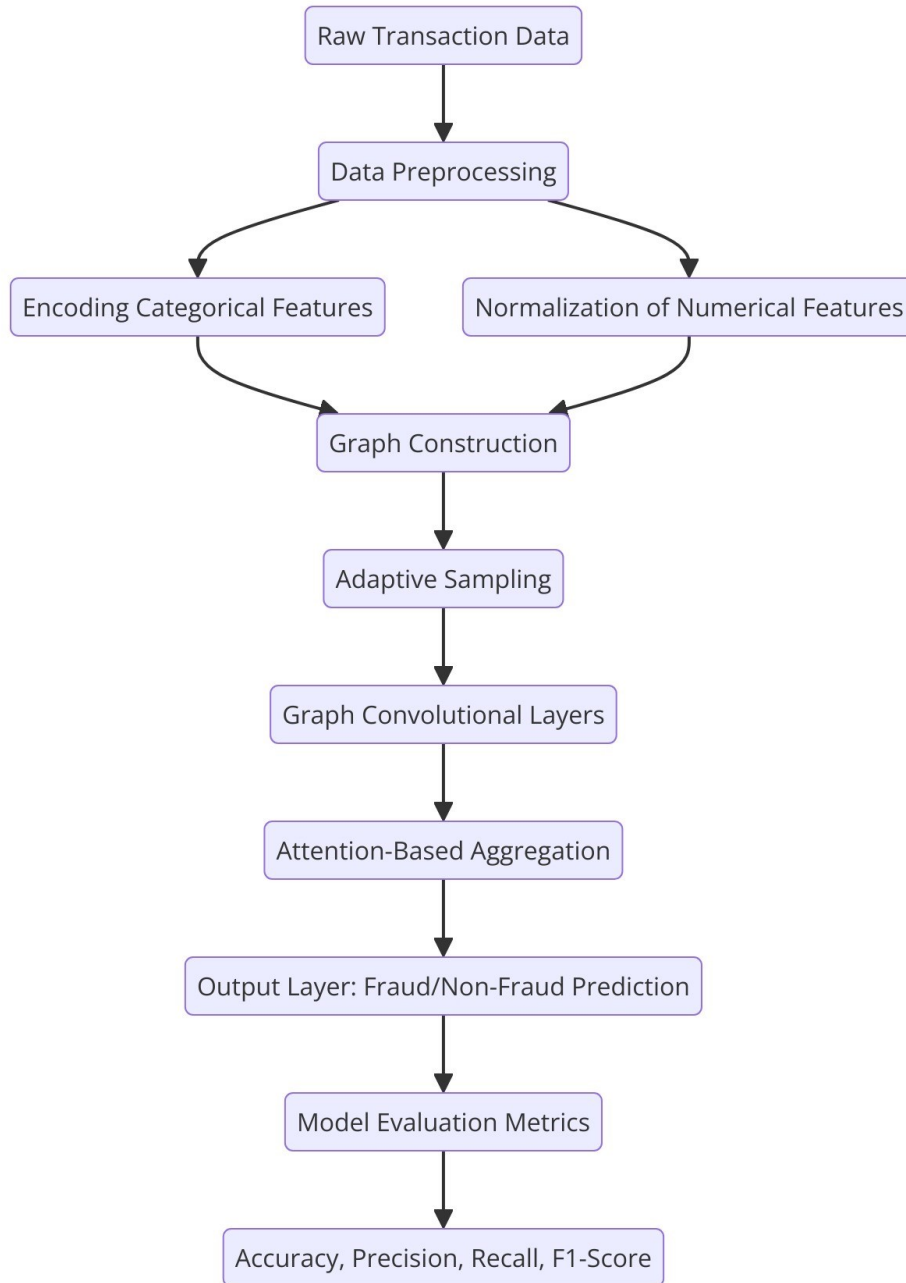 Raw Transaction Data
Data Preprocessing
Encoding Categorical Features
Normalization of Numerical Features
Graph Construction
Adaptive Sampling
Graph Convolutional Layers
Attention-Based Aggregation
Output Layer: Fraud/Non-Fraud Prediction
Model Evaluation Metrics
Accuracy, Precision, Recall, F1-Score